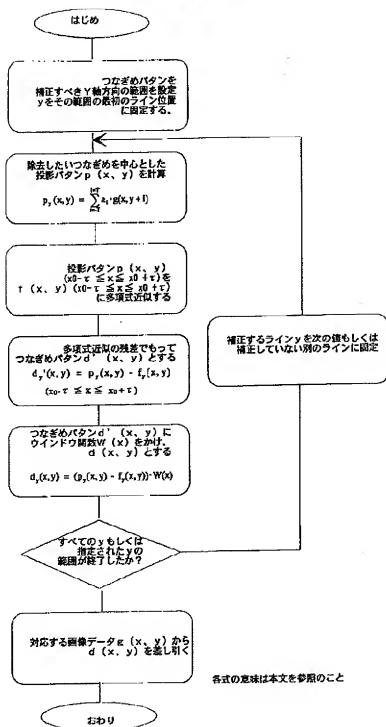 はじめ
つなぎめパタンを
補正すべきY軸方向の範囲を設定
yをその範囲の最初のライン位置
に固定する。
除去したいつなぎめを中心とした
投影パタンp（x、y）を計算
投影パタンp（x、y）
(x0-τ ≦ x ≦ x0+τ)を
f（x、y）(x0-τ ≦ x ≦ x0+τ)
に多項式近似する
多項式近似の残差でもって
つなぎめパタンd'（x、y）とする
d_y'(x,y) = p_y(x,y) - f_y(x,y)
(x0-τ ≦ x ≦ x0+τ)
つなぎめパタンd'（x、y）に
ウインドウ関数W（x）をかけ、
d（x、y）とする
d_y(x,y) = (p_y(x,y) - f_y(x,y))・W(x)
すべてのyもしくは
指定されたyの
範囲が終了したか？
補正するラインyを次の値もしくは
補正していない別のラインに固定
対応する画像データg（x、y）から
d（x、y）を差し引く
各式の意味は本文を参照のこと
おわり